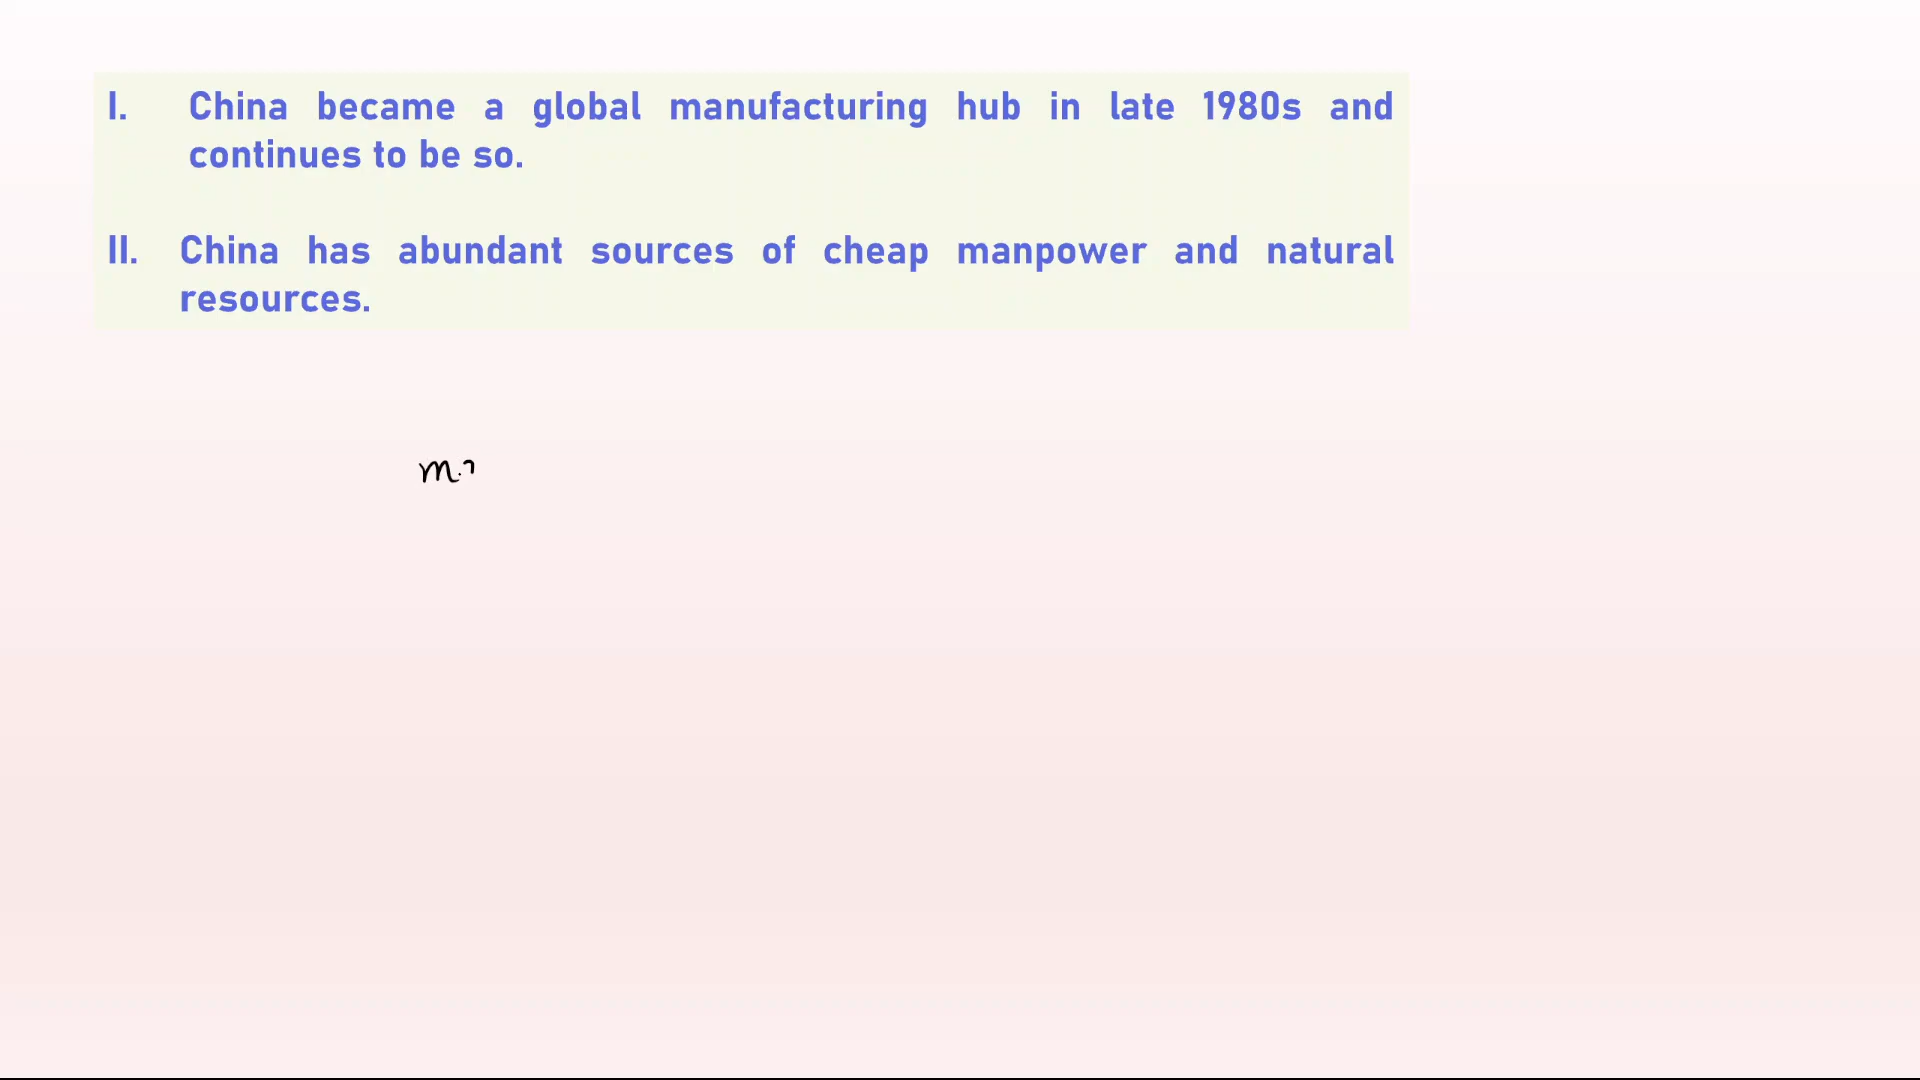 I. China became a global manufacturing hub in late 1980s and
continues to be so.
II. China has abundant sources of cheap manpower and natural
resources.